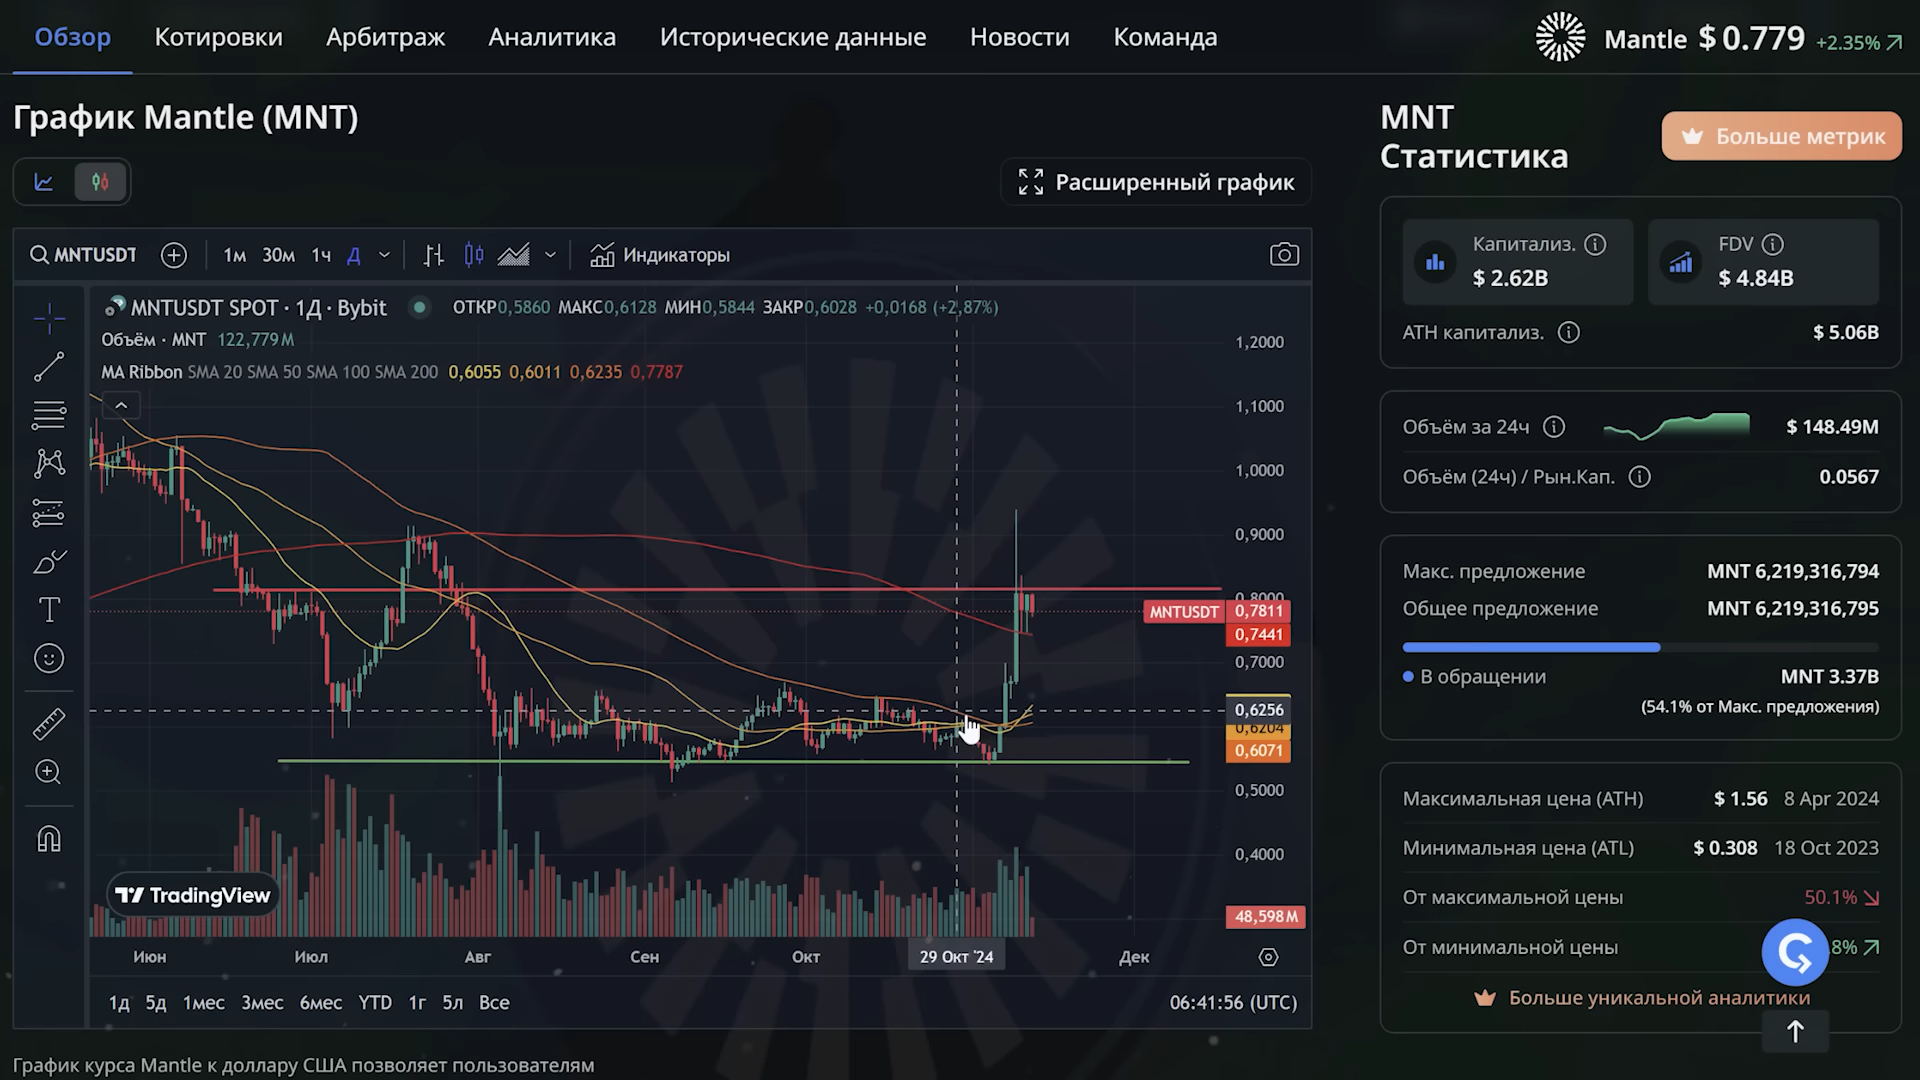 Обзор Котировки Арбитраж Аналитика Исторические данные Новости Команда
Mantle $ 0.779 +2.35%
График Mantle (MNT)
Расширенный график
MNTUSDT 1м 30м 1ч Д Индикаторы
MNTUSDT SPOT · 1Д · Bybit ОТКР0,5860 МАКС0,6128 МИН0,5844 ЗАКР0,6028 +0,0168 (+2,87%)
Объём · MNT 122,779M
MA Ribbon SMA 20 SMA 50 SMA 100 SMA 200 0,6055 0,6011 0,6235 0,7787
1,2000
1,1000
1,0000
0,9000
0,8000
MNTUSDT 0,7811
0,7441
0,7000
0,6256
0,6204
0,6071
0,5000
0,4000
48,598M
TradingView
Июн Июл Авг Сен Окт 29 Окт '24 Дек
1д 5д 1мес 3мес 6мес YTD 1г 5л Все 06:41:56 (UTC)
График курса Mantle к доллару США позволяет пользователям
MNT
Статистика
Больше метрик
Капитализ.
$ 2.62B
FDV
$ 4.84B
ATH капитализ. $ 5.06B
Объём за 24ч $ 148.49M
Объём (24ч) / Рын.Кап. 0.0567
Макс. предложение MNT 6,219,316,794
Общее предложение MNT 6,219,316,795
В обращении MNT 3.37B
(54.1% от Макс. предложения)
Максимальная цена (ATH) $ 1.56 8 Apr 2024
Минимальная цена (ATL) $ 0.308 18 Oct 2023
От максимальной цены 50.1%
От минимальной цены 8%
Больше уникальной аналитики